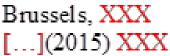 Brussels, XXX
[…](2015) XXX